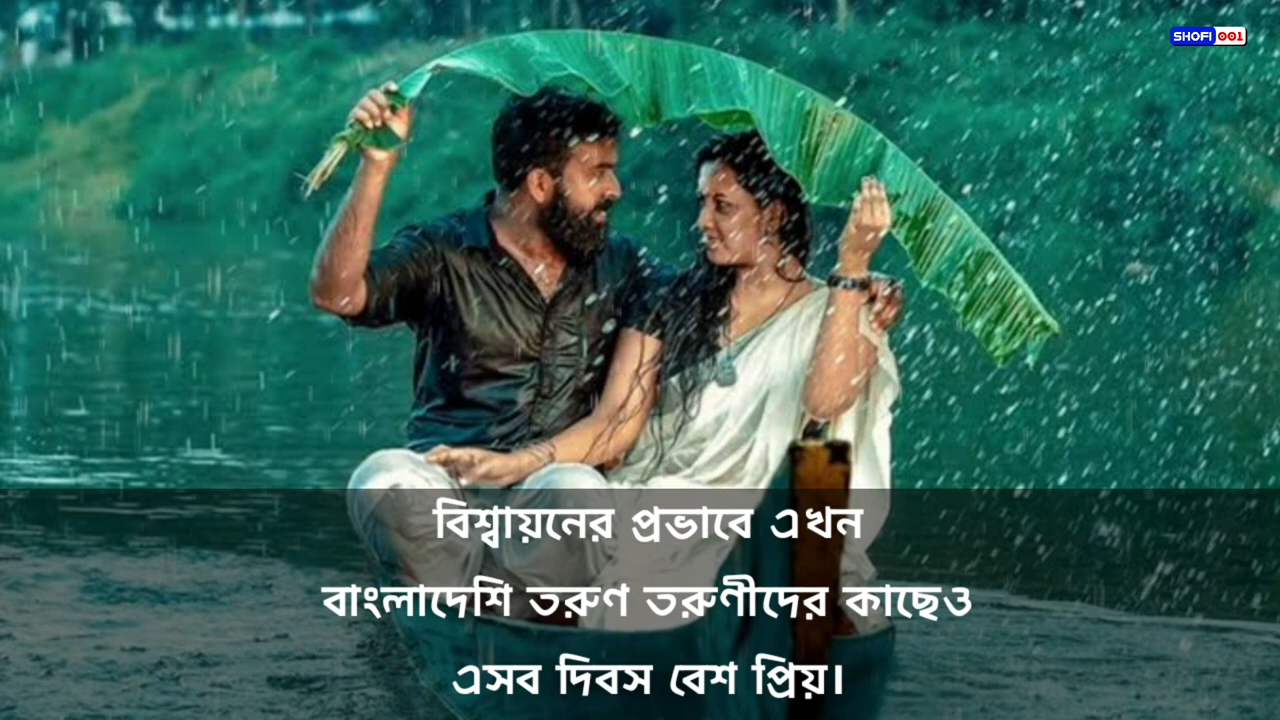 SHOFI 001
বিশ্বায়নের প্রভাবে এখন
বাংলাদেশি তরুণ তরুণীদের কাছেও
এসব দিবস বেশ প্রিয়।